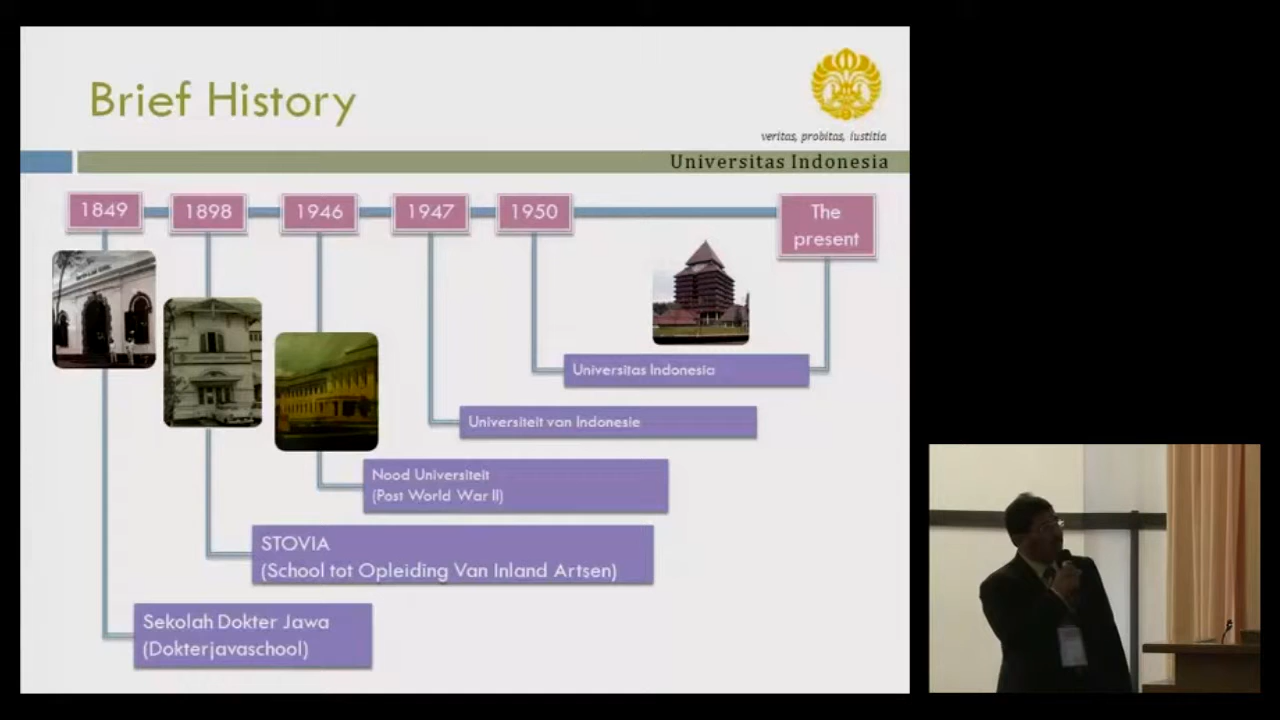 Brief History
veritas, probitas, iustitia
Universitas Indonesia
1849
1898
1946
1947
1950
The
present
Universitas Indonesia
Universiteit van Indonesie
Nood Universiteit
(Post World War II)
STOVIA
(School tot Opleiding Van Inland Artsen)
Sekolah Dokter Jawa
(Dokterjavaschool)